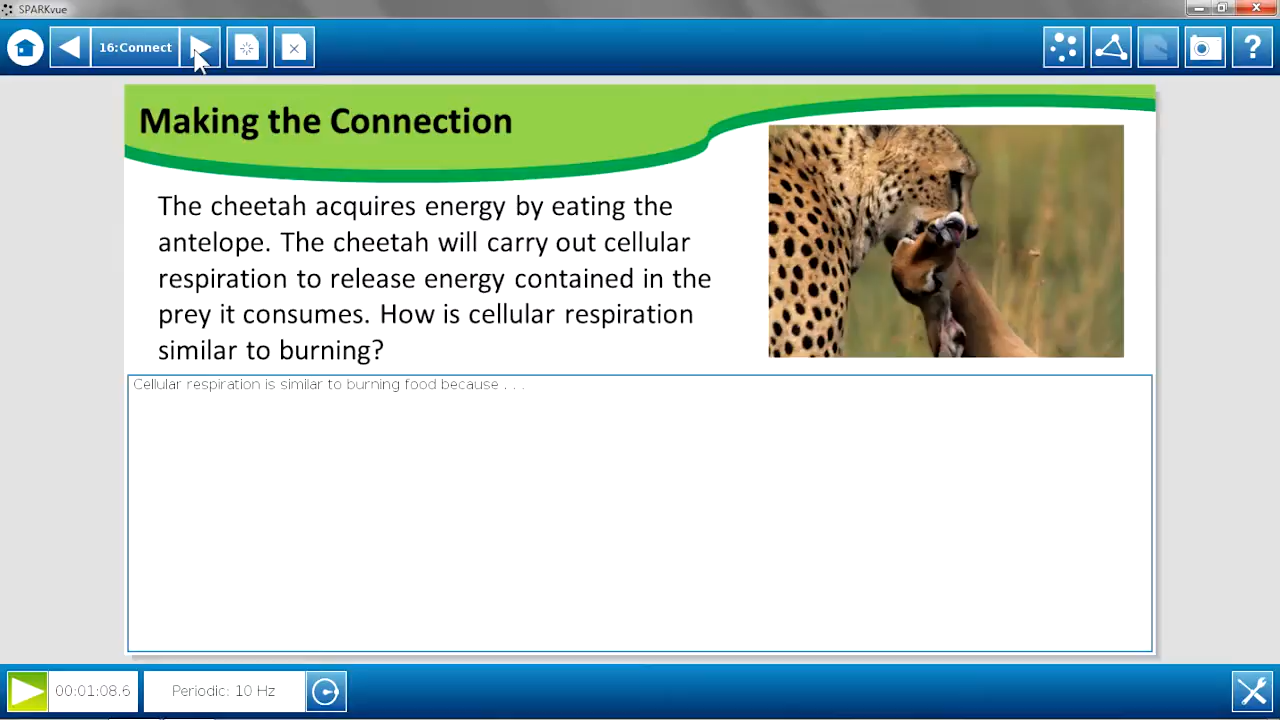 SPARKvue
16:Connect
?
Making the Connection
The cheetah acquires energy by eating the
antelope. The cheetah will carry out cellular
respiration to release energy contained in the
prey it consumes. How is cellular respiration
similar to burning?
Cellular respiration is similar to burning food because . . .
00:01:08.6
Periodic: 10 Hz